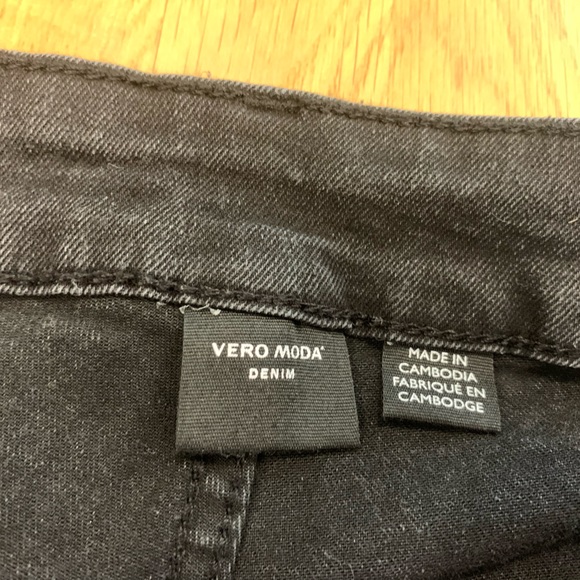 VERO MODA®
DENIM
MADE IN
CAMBODIA
FABRIQUÉ EN
CAMBODGE